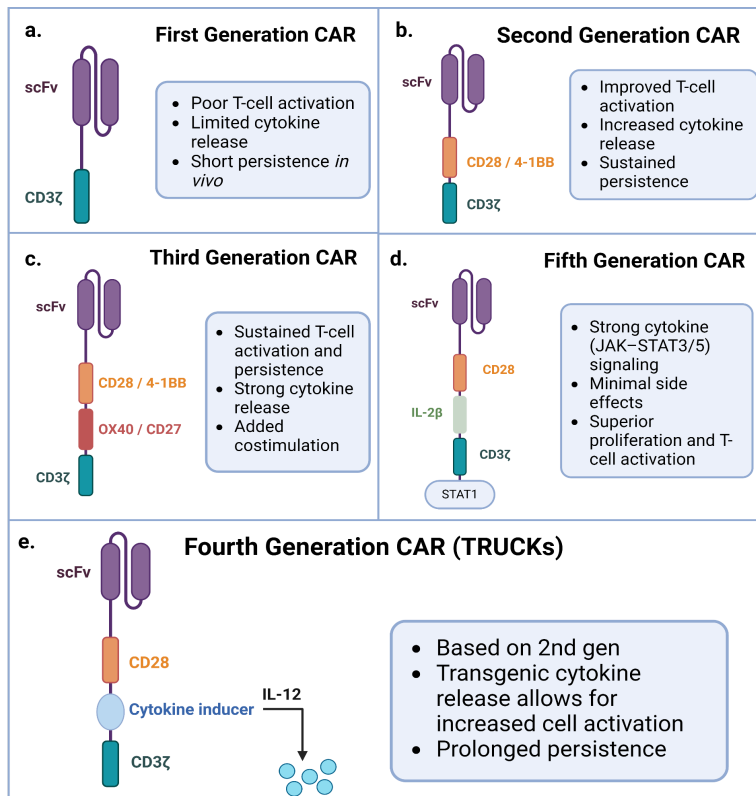 a.
First Generation CAR
scFv
• Poor T-cell activation
• Limited cytokine
release
• Short persistence in
vivo
CD3ζ
b.
Second Generation CAR
scFv
• Improved T-cell
activation
• Increased cytokine
release
• Sustained
persistence
CD28 / 4-1BB
CD3ζ
c.
Third Generation CAR
scFv
• Sustained T-cell
activation and
persistence
• Strong cytokine
release
• Added
costimulation
CD28 / 4-1BB
OX40 / CD27
CD3ζ
d.
Fifth Generation CAR
scFv
• Strong cytokine
(JAK–STAT3/5)
signaling
• Minimal side
effects
• Superior
proliferation and T-
cell activation
CD28
IL-2β
CD3ζ
STAT1
e.
Fourth Generation CAR (TRUCKs)
scFv
CD28
Cytokine inducer
IL-12
CD3ζ
• Based on 2nd gen
• Transgenic cytokine
release allows for
increased cell activation
• Prolonged persistence